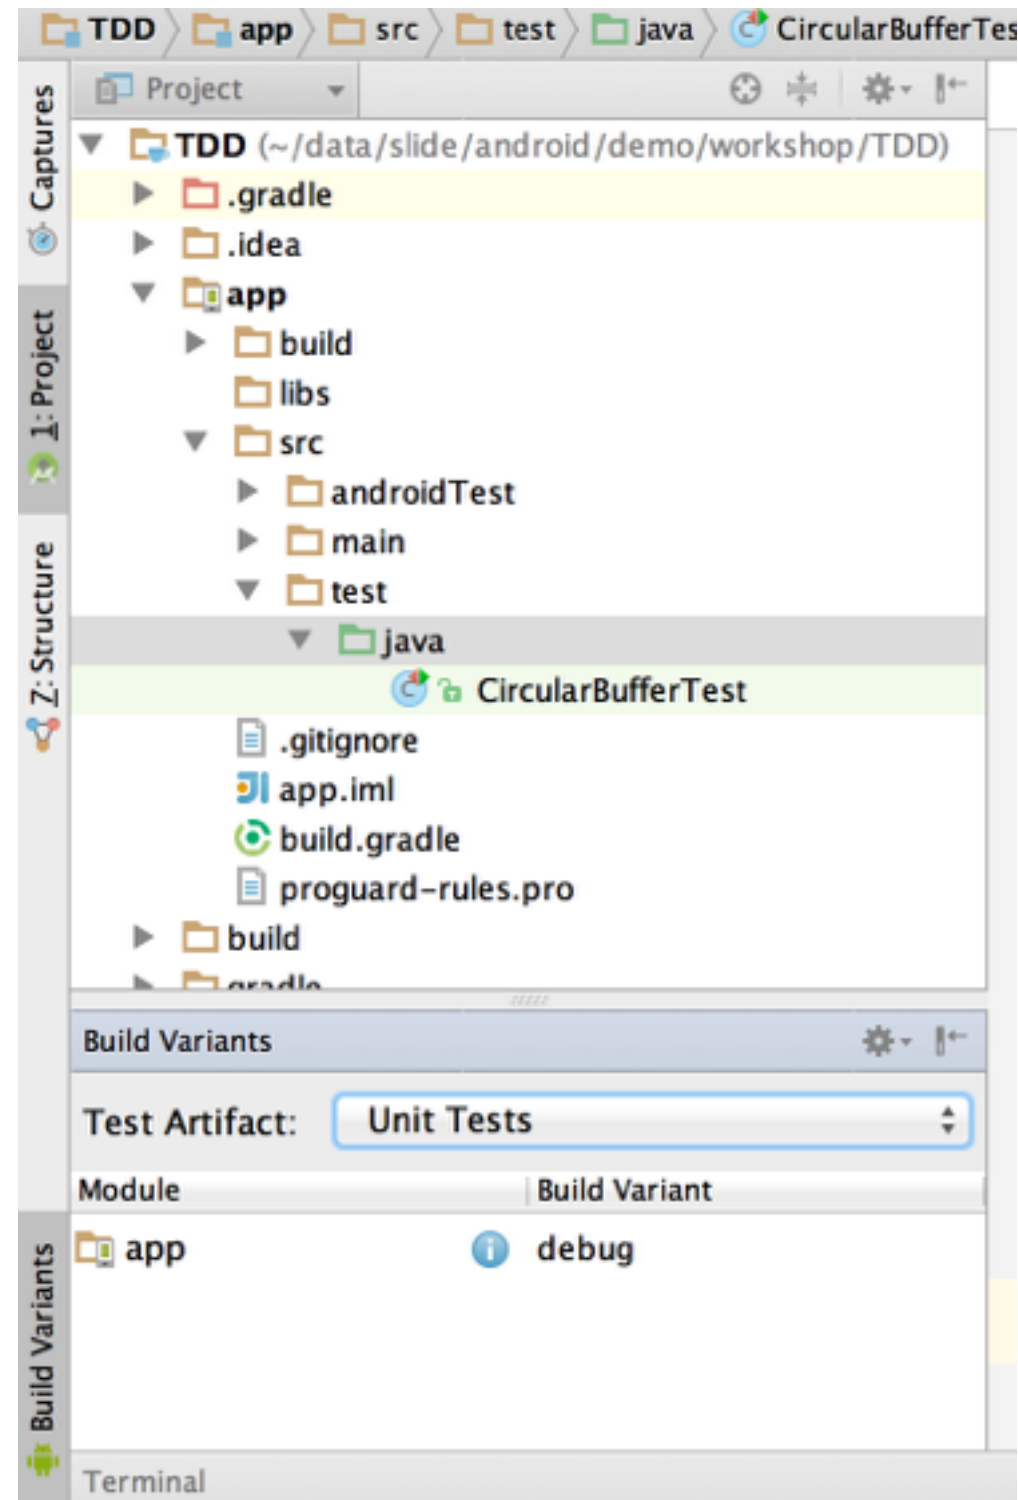 TDD app src test java CircularBufferTes
Captures
1: Project
Z: Structure
Build Variants
Project
TDD (~/data/slide/android/demo/workshop/TDD)
.gradle
.idea
app
build
libs
src
androidTest
main
test
java
CircularBufferTest
.gitignore
app.iml
build.gradle
proguard-rules.pro
build
gradle
Build Variants
Test Artifact: Unit Tests
Module Build Variant
app debug
Terminal